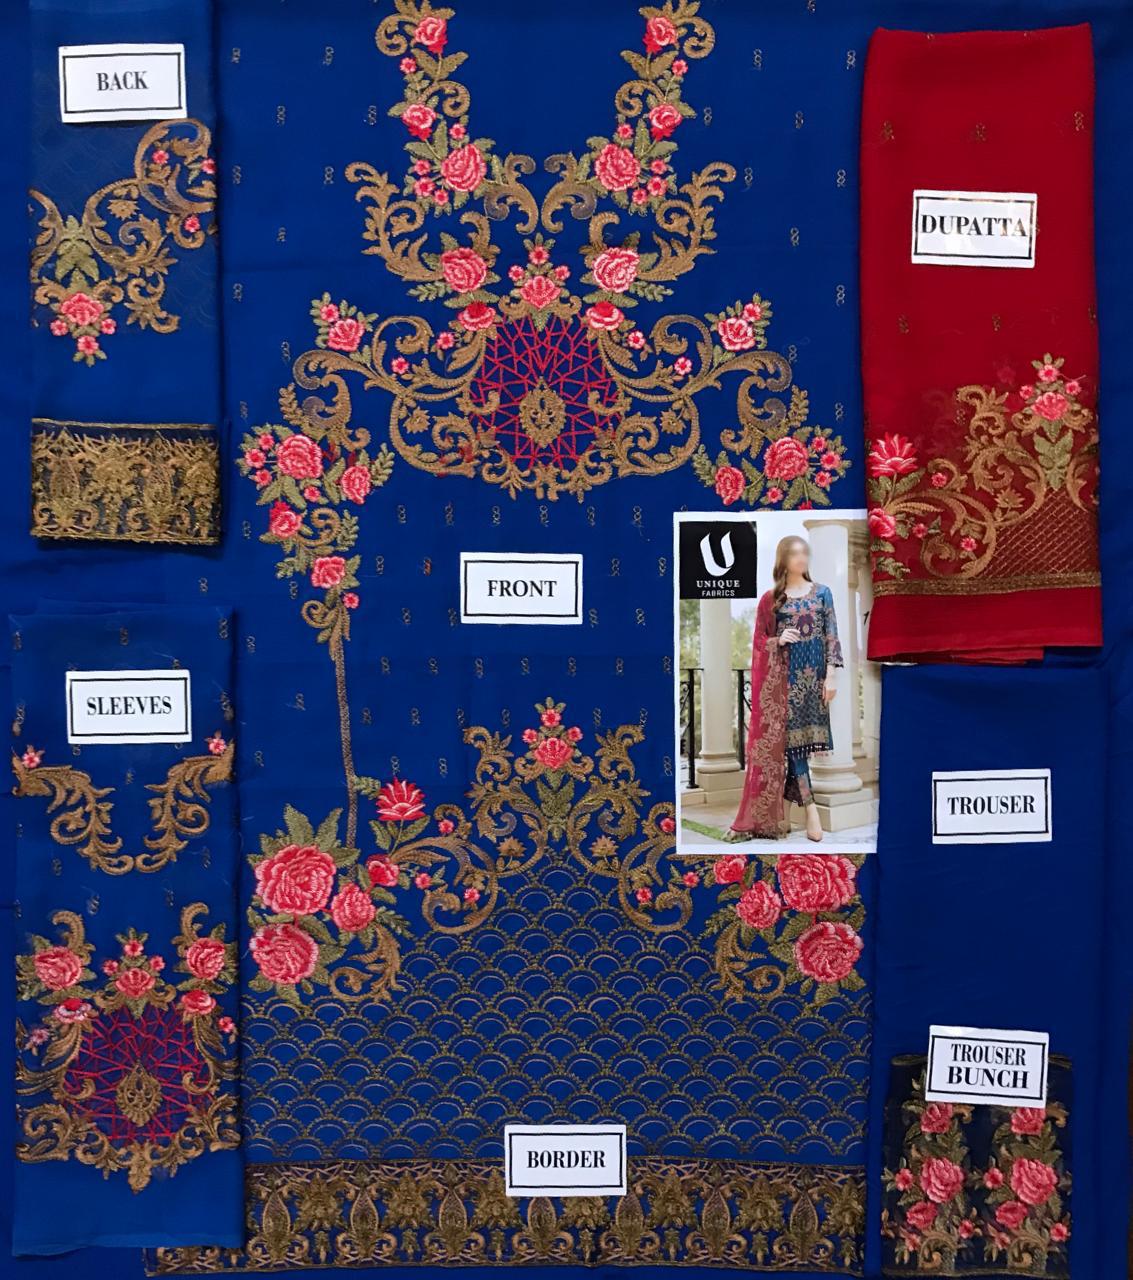 BACK
DUPATTA
FRONT
UNIQUE
FABRICS
SLEEVES
TROUSER
TROUSER
BUNCH
BORDER